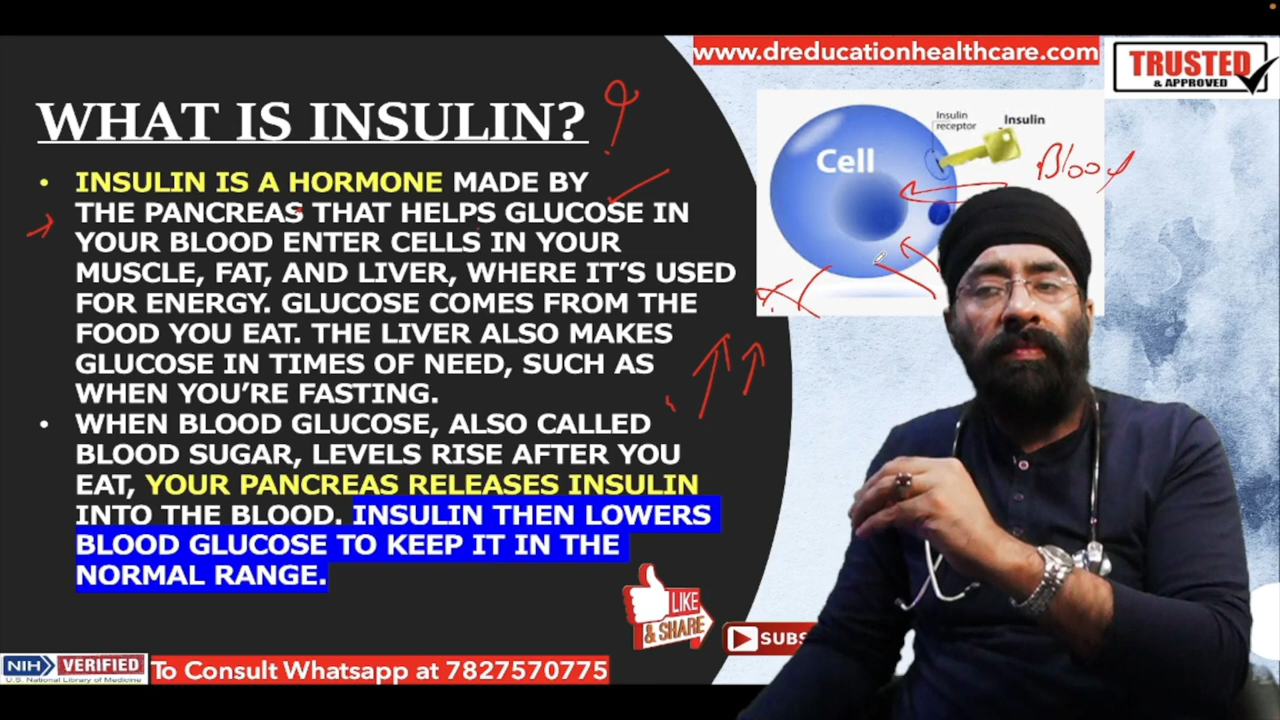 www.dreducationhealthcare.com
TRUSTED
& APPROVED
WHAT IS INSULIN?
?
Insulin
receptor
Insulin
Cell
Blood
• INSULIN IS A HORMONE MADE BY
THE PANCREAS THAT HELPS GLUCOSE IN
YOUR BLOOD ENTER CELLS IN YOUR
MUSCLE, FAT, AND LIVER, WHERE IT’S USED
FOR ENERGY. GLUCOSE COMES FROM THE
FOOD YOU EAT. THE LIVER ALSO MAKES
GLUCOSE IN TIMES OF NEED, SUCH AS
WHEN YOU’RE FASTING.
• WHEN BLOOD GLUCOSE, ALSO CALLED
BLOOD SUGAR, LEVELS RISE AFTER YOU
EAT, YOUR PANCREAS RELEASES INSULIN
INTO THE BLOOD. INSULIN THEN LOWERS
BLOOD GLUCOSE TO KEEP IT IN THE
NORMAL RANGE.
LIKE
& SHARE
SUBS
NIH VERIFIED
U.S. National Library of Medicine
To Consult Whatsapp at 7827570775